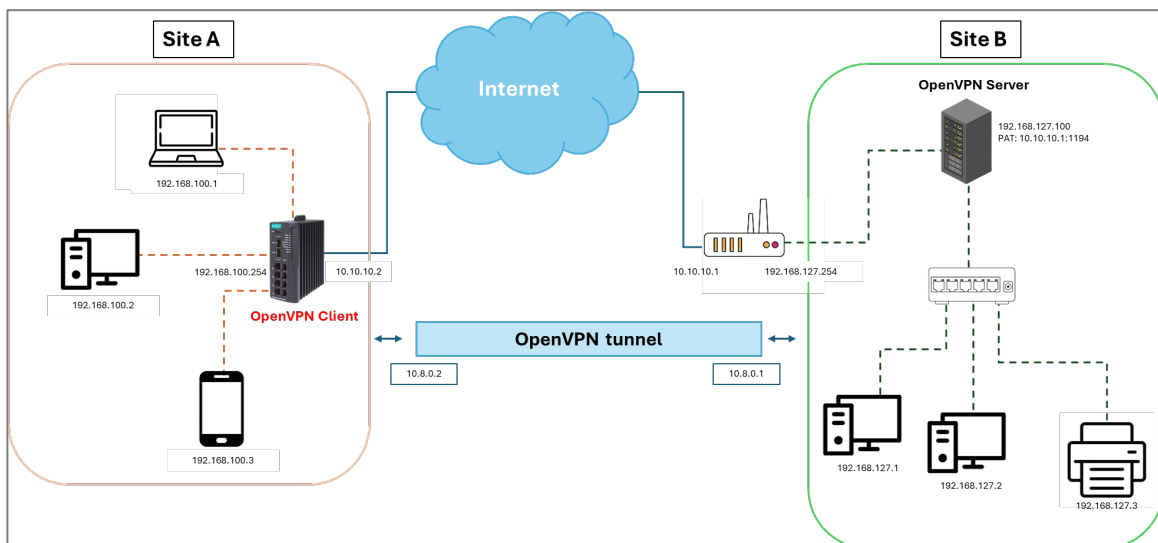 Site A
Site B
Internet
OpenVPN Server
192.168.127.100
PAT: 10.10.10.1:1194
192.168.100.1
192.168.100.254
10.10.10.2
10.10.10.1
192.168.127.254
192.168.100.2
OpenVPN Client
OpenVPN tunnel
10.8.0.2
10.8.0.1
192.168.100.3
192.168.127.1
192.168.127.2
192.168.127.3